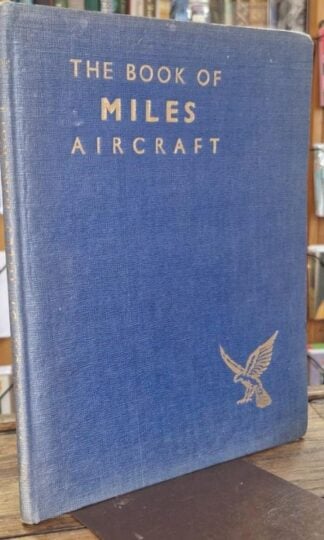 THE BOOK OF
MILES
AIRCRAFT